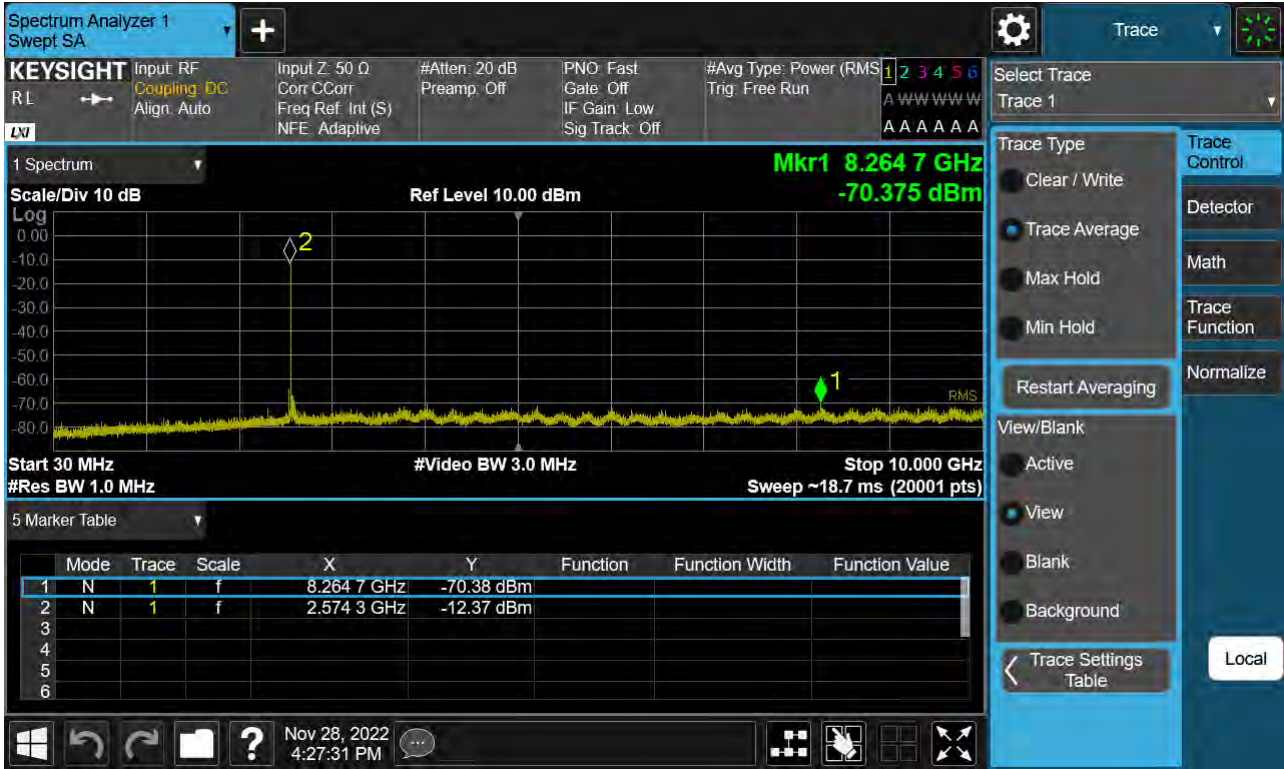 Spectrum Analyzer 1
Swept SA
+
Trace
KEYSIGHT
R L
LXI
Input: RF
Coupling: DC
Align: Auto
Input Z: 50 Ω
Corr CCorr
Freq Ref: Int (S)
NFE: Adaptive
#Atten: 20 dB
Preamp: Off
PNO: Fast
Gate: Off
IF Gain: Low
Sig Track: Off
#Avg Type: Power (RMS
Trig: Free Run
1 2 3 4 5 6
A W W W W W
A A A A A A
Select Trace
Trace 1
1 Spectrum
Mkr1 8.264 7 GHz
-70.375 dBm
Scale/Div 10 dB
Ref Level 10.00 dBm
Log
0.00
-10.0
-20.0
-30.0
-40.0
-50.0
-60.0
-70.0
-80.0
2
1
RMS
Start 30 MHz
#Video BW 3.0 MHz
Stop 10.000 GHz
#Res BW 1.0 MHz
Sweep ~18.7 ms (20001 pts)
5 Marker Table
Mode Trace Scale X Y Function Function Width Function Value
1 N 1 f 8.264 7 GHz -70.38 dBm
2 N 1 f 2.574 3 GHz -12.37 dBm
3
4
5
6
Trace Type
Clear / Write
Trace Average
Max Hold
Min Hold
Restart Averaging
View/Blank
Active
View
Blank
Background
Trace Settings
Table
Trace
Control
Detector
Math
Trace
Function
Normalize
Local
?
Nov 28, 2022
4:27:31 PM